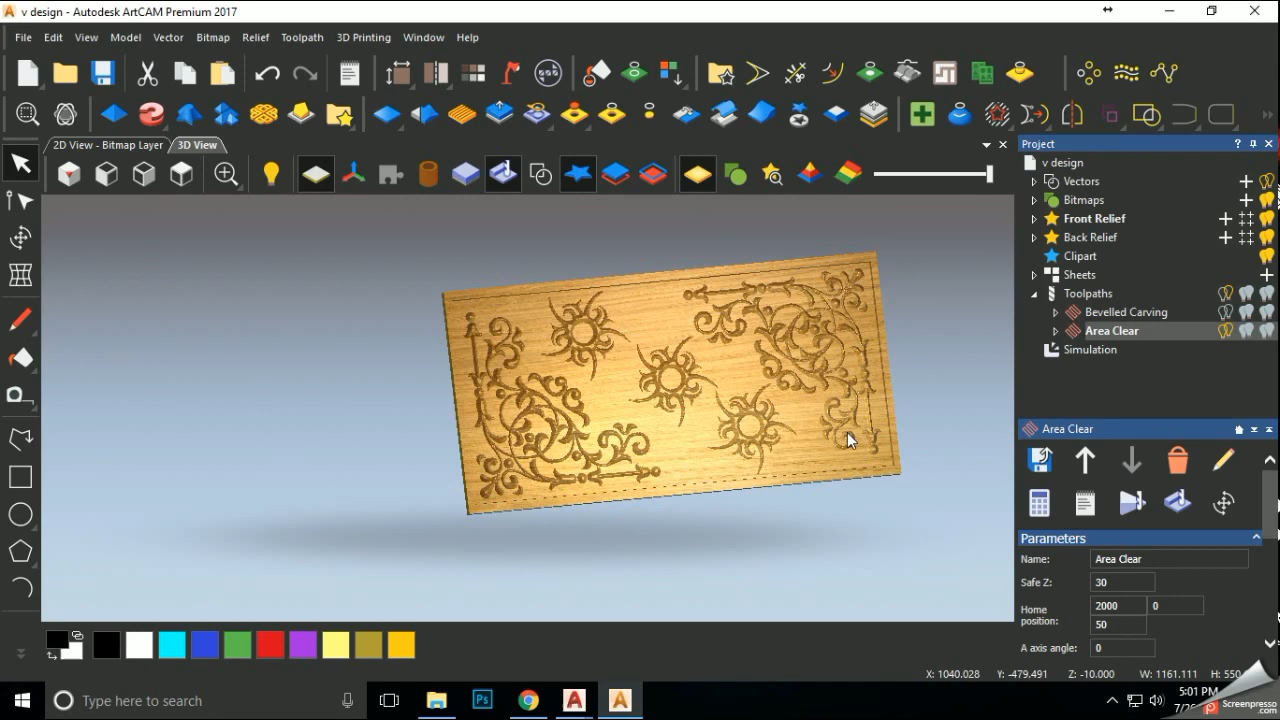 v design - Autodesk ArtCAM Premium 2017
File Edit View Model Vector Bitmap Relief Toolpath 3D Printing Window Help
2D View - Bitmap Layer 3D View
Project
v design
Vectors
Bitmaps
Front Relief
Back Relief
Clipart
Sheets
Toolpaths
Bevelled Carving
Area Clear
Simulation
Area Clear
Parameters
Name: Area Clear
Safe Z: 30
Home position: 2000 0
50
A axis angle: 0
X: 1040.028 Y: -479.491 Z: -10.000 W: 1161.111 H: 550
Type here to search
Ps
5:01 PM
Screenpresso
.com